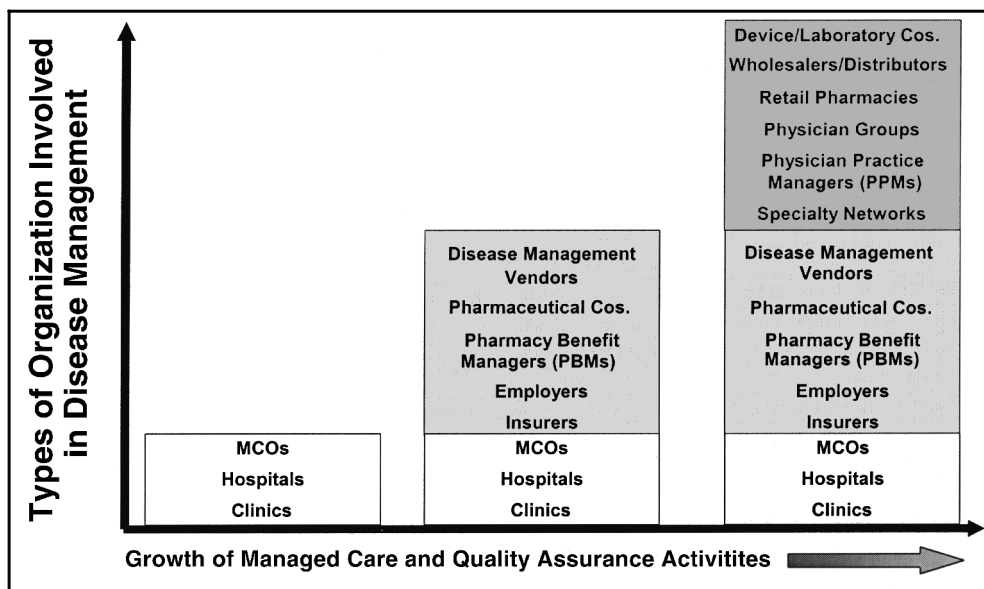 Types of Organization Involved
in Disease Management
MCOs
Hospitals
Clinics
Disease Management
Vendors
Pharmaceutical Cos.
Pharmacy Benefit
Managers (PBMs)
Employers
Insurers
MCOs
Hospitals
Clinics
Device/Laboratory Cos.
Wholesalers/Distributors
Retail Pharmacies
Physician Groups
Physician Practice
Managers (PPMs)
Specialty Networks
Disease Management
Vendors
Pharmaceutical Cos.
Pharmacy Benefit
Managers (PBMs)
Employers
Insurers
MCOs
Hospitals
Clinics
Growth of Managed Care and Quality Assurance Activitites